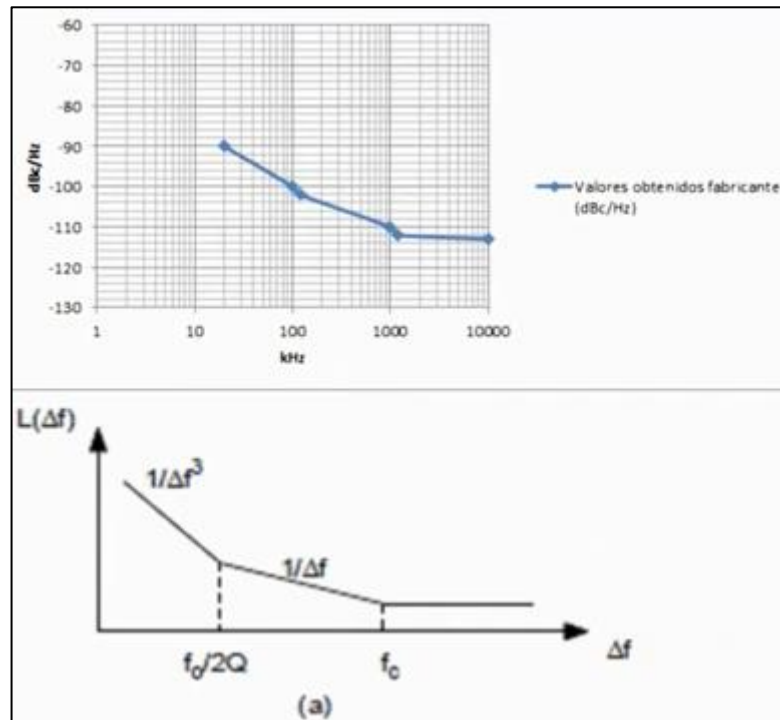 -60
-70
-80
-90
-100
-110
-120
-130
dBc/Hz
1
10
100
1000
10000
kHz
Valores obtenidos fabricante
(dBc/Hz)
L(Δf)
1/Δf³
1/Δf
f₀/2Q
f_c
Δf
(a)